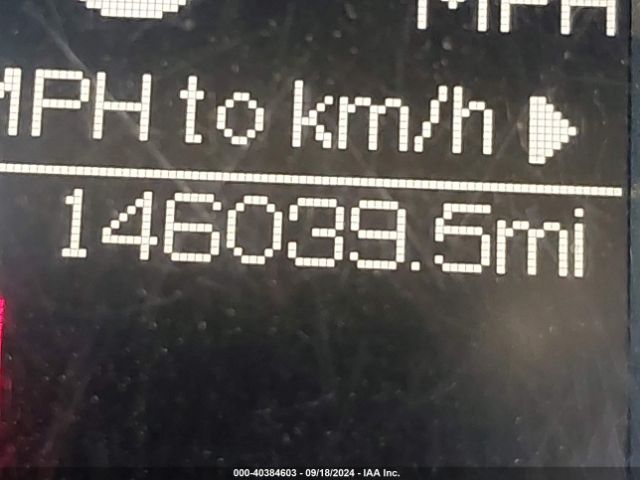 MPH
MPH to km/h
146039.5mi
000-40384603 - 09/18/2024 - IAA Inc.